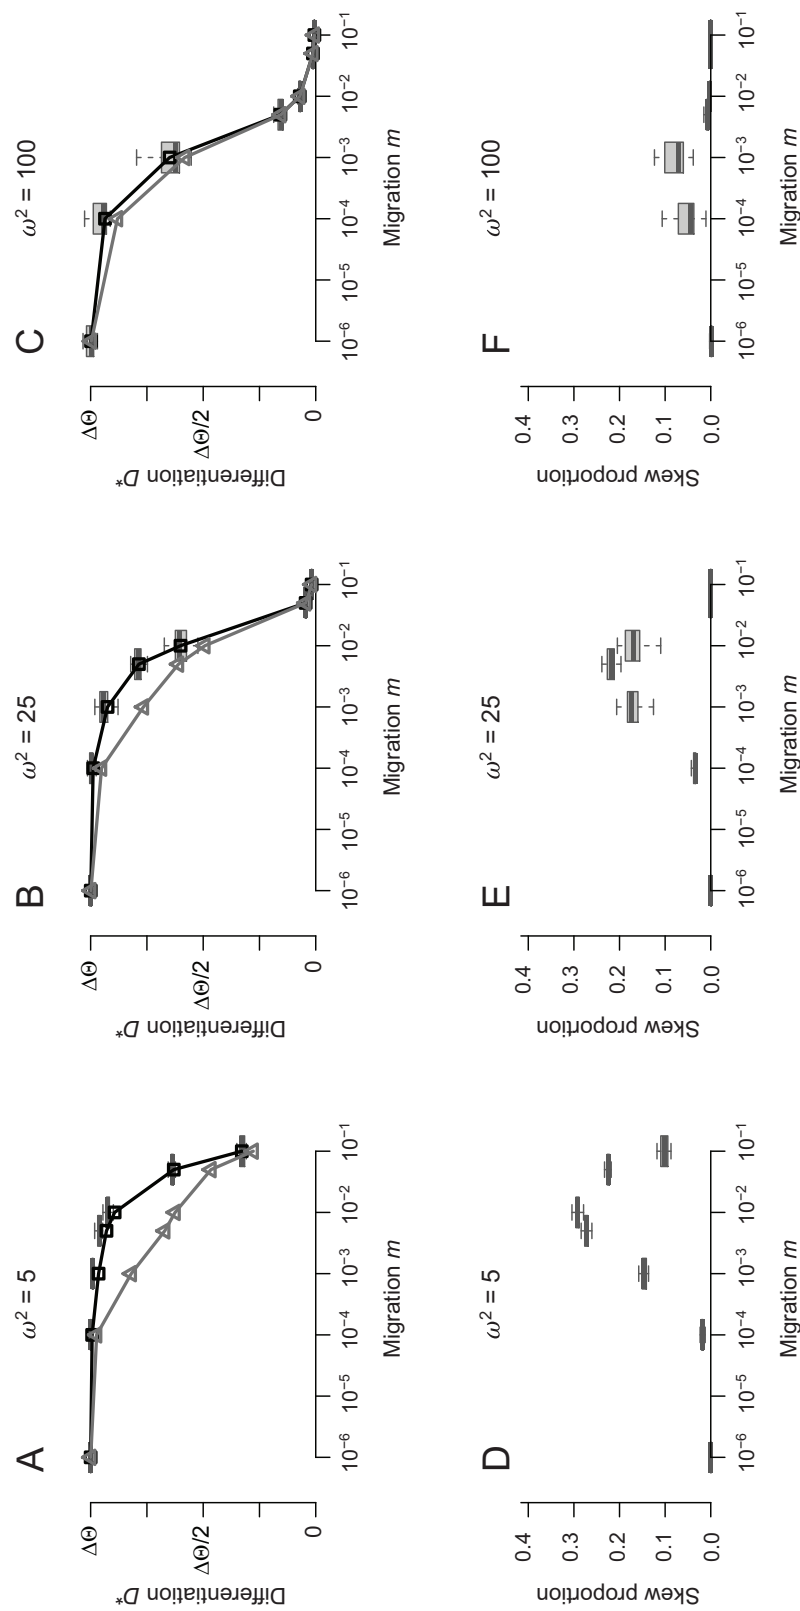 A
ω² = 5
ΔΘ
ΔΘ/2
0
Differentiation D*
10⁻⁶ 10⁻⁵ 10⁻⁴ 10⁻³ 10⁻² 10⁻¹
Migration m
B
ω² = 25
ΔΘ
ΔΘ/2
0
Differentiation D*
10⁻⁶ 10⁻⁵ 10⁻⁴ 10⁻³ 10⁻² 10⁻¹
Migration m
C
ω² = 100
ΔΘ
ΔΘ/2
0
Differentiation D*
10⁻⁶ 10⁻⁵ 10⁻⁴ 10⁻³ 10⁻² 10⁻¹
Migration m
D
ω² = 5
0.4
0.3
0.2
0.1
0.0
Skew proportion
10⁻⁶ 10⁻⁵ 10⁻⁴ 10⁻³ 10⁻² 10⁻¹
Migration m
E
ω² = 25
0.4
0.3
0.2
0.1
0.0
Skew proportion
10⁻⁶ 10⁻⁵ 10⁻⁴ 10⁻³ 10⁻² 10⁻¹
Migration m
F
ω² = 100
0.4
0.3
0.2
0.1
0.0
Skew proportion
10⁻⁶ 10⁻⁵ 10⁻⁴ 10⁻³ 10⁻² 10⁻¹
Migration m